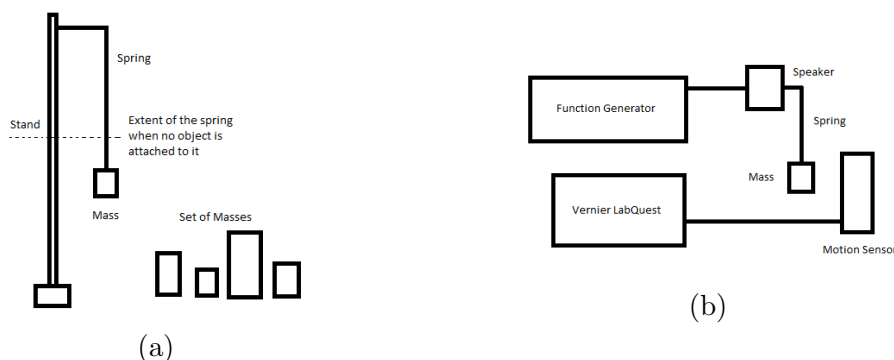 Spring
Stand
Extent of the spring
when no object is
attached to it
Mass
Set of Masses
(a)
Speaker
Function Generator
Spring
Mass
Vernier LabQuest
Motion Sensor
(b)